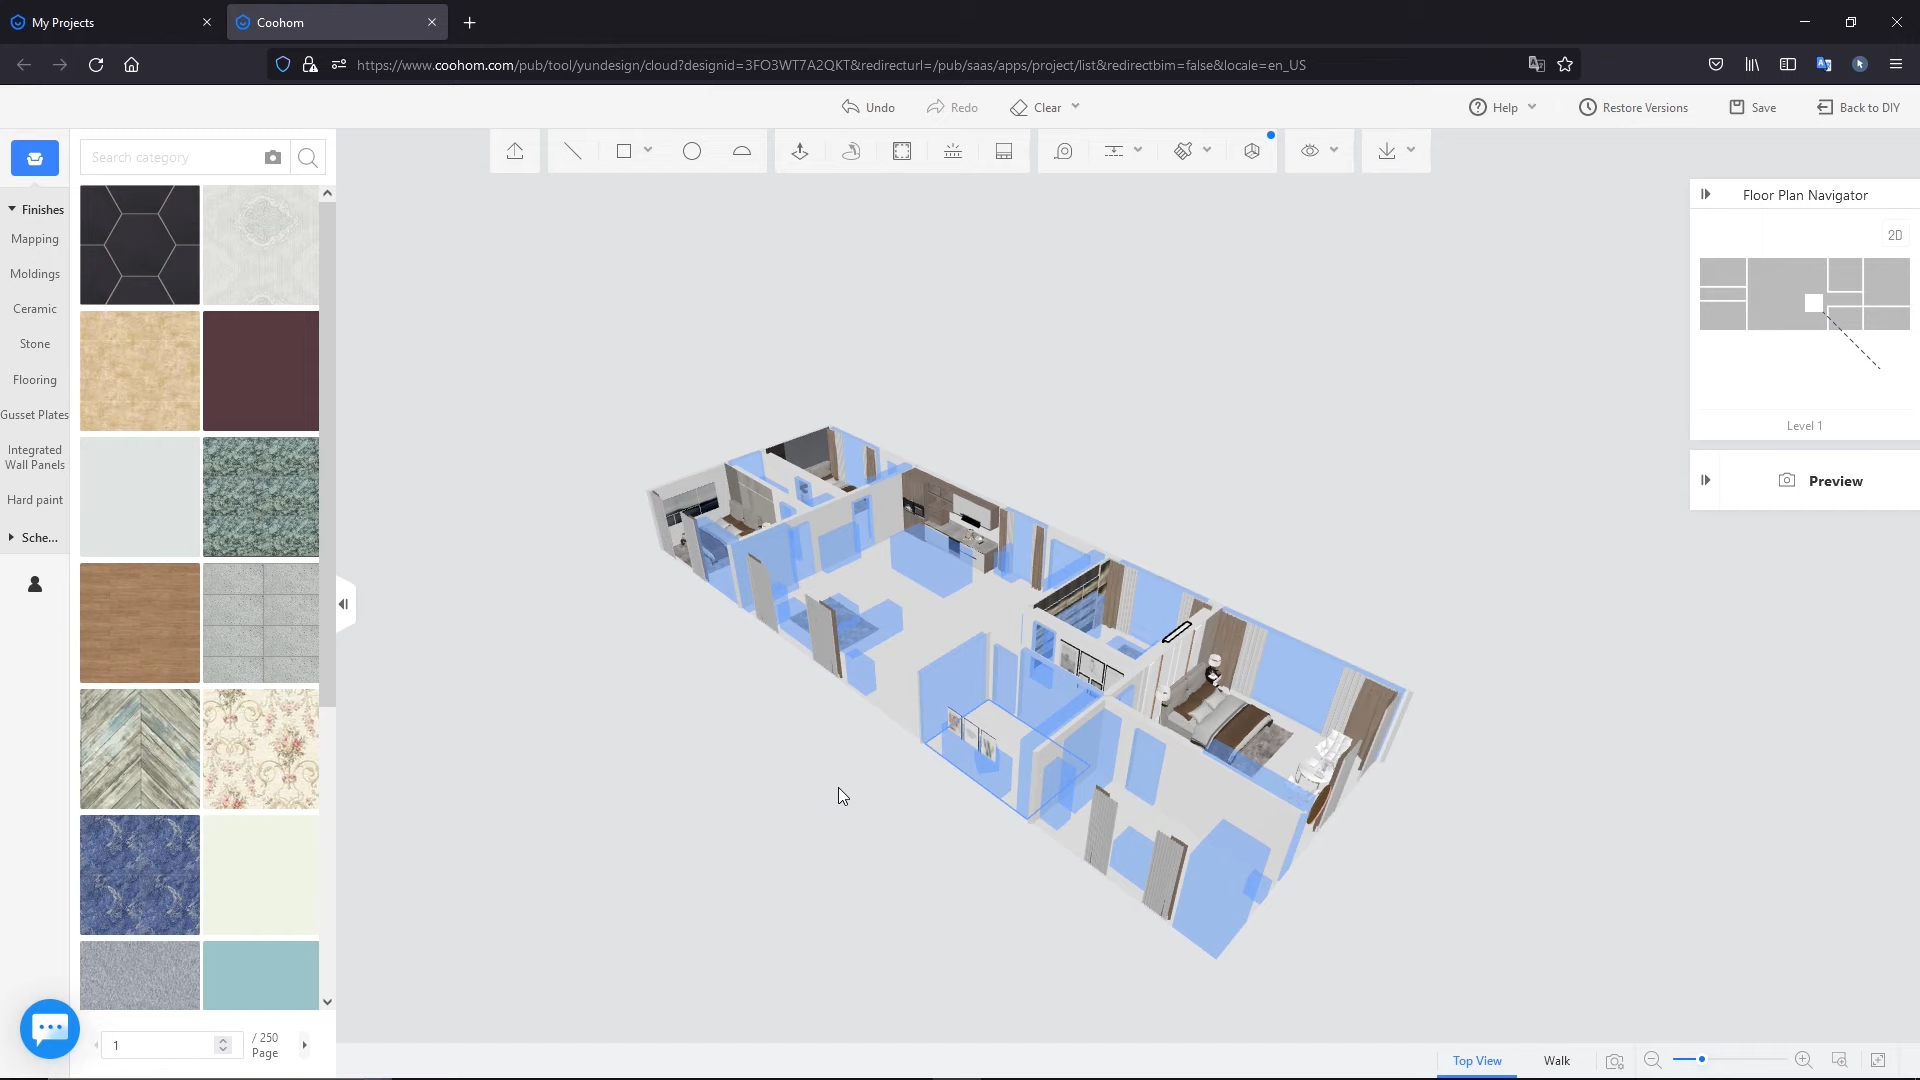 My Projects
Coohom
https://www.coohom.com/pub/tool/yundesign/cloud?designid=3FO3WT7A2QKT&redirecturl=/pub/saas/apps/project/list&redirectbim=false&locale=en_US
Undo
Redo
Clear
Help
Restore Versions
Save
Back to DIY
Search category
Finishes
Mapping
Moldings
Ceramic
Stone
Flooring
Gusset Plates
Integrated
Wall Panels
Hard paint
Sche...
Floor Plan Navigator
2D
Level 1
Preview
1
/ 250
Page
Top View
Walk